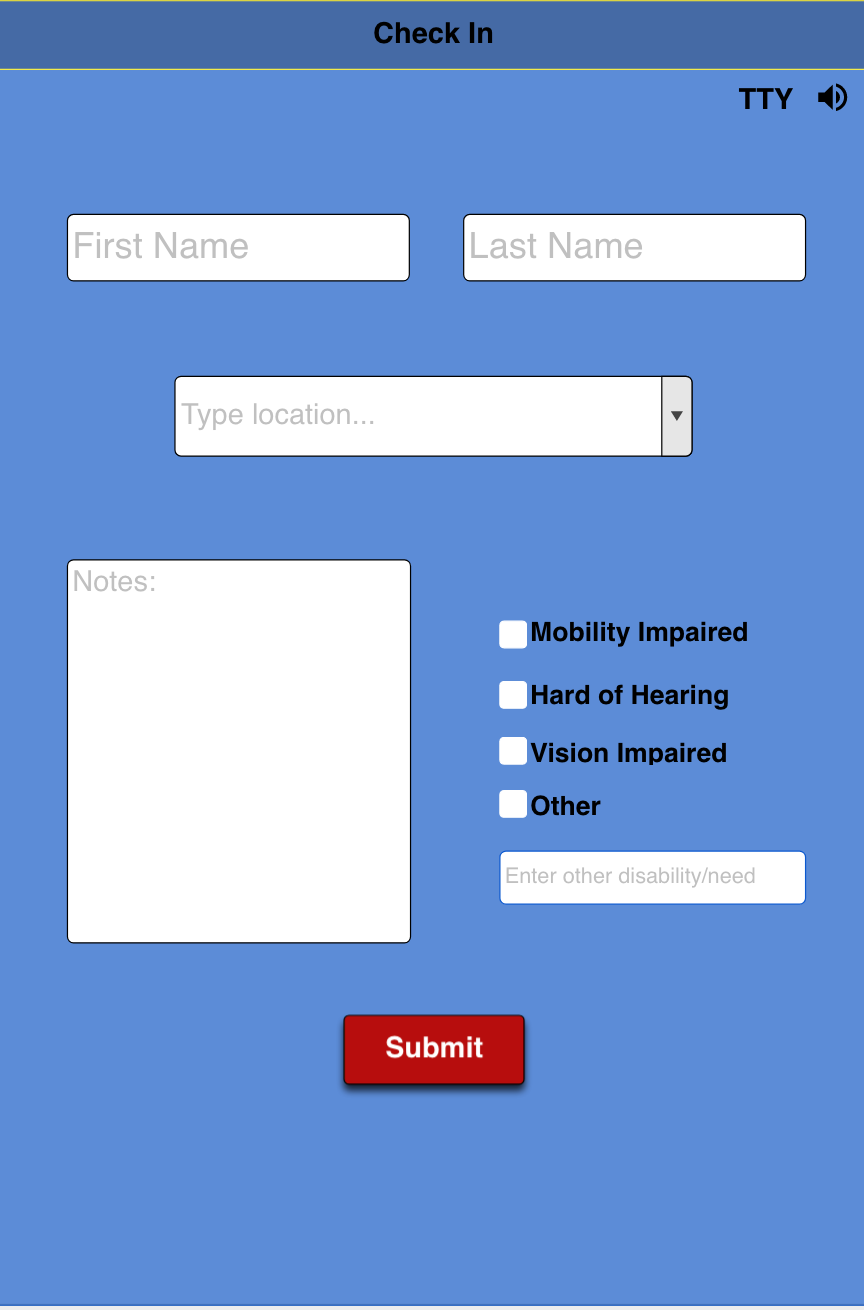 Check In
TTY
First Name
Last Name
Type location...
Notes:
Mobility Impaired
Hard of Hearing
Vision Impaired
Other
Enter other disability/need
Submit